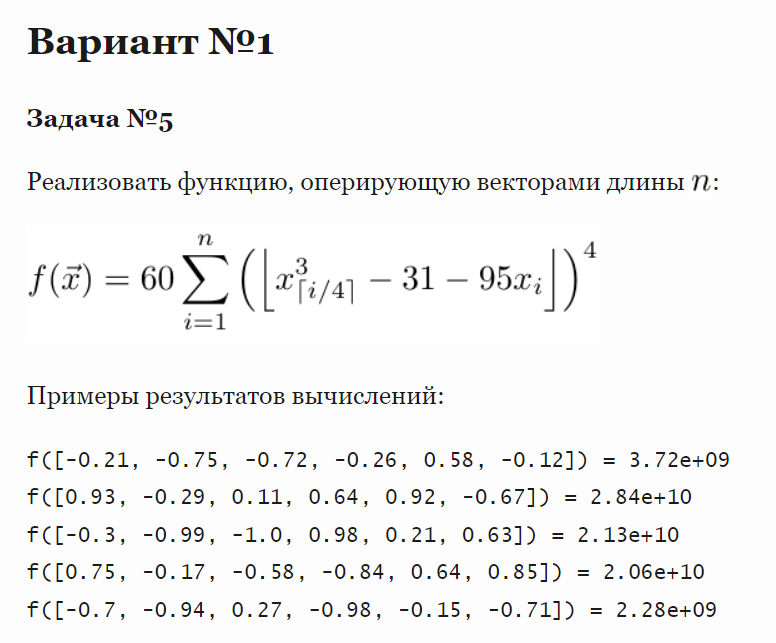 Вариант №1
Задача №5
Реализовать функцию, оперирующую векторами длины n:
f(\vec{x}) = 60 \sum_{i=1}^{n} \left( \left\lfloor x_{\lceil i/4 \rceil}^{3} - 31 - 95x_i \right\rfloor \right)^4
Примеры результатов вычислений:
f([-0.21, -0.75, -0.72, -0.26, 0.58, -0.12]) = 3.72e+09
f([0.93, -0.29, 0.11, 0.64, 0.92, -0.67]) = 2.84e+10
f([-0.3, -0.99, -1.0, 0.98, 0.21, 0.63]) = 2.13e+10
f([0.75, -0.17, -0.58, -0.84, 0.64, 0.85]) = 2.06e+10
f([-0.7, -0.94, 0.27, -0.98, -0.15, -0.71]) = 2.28e+09